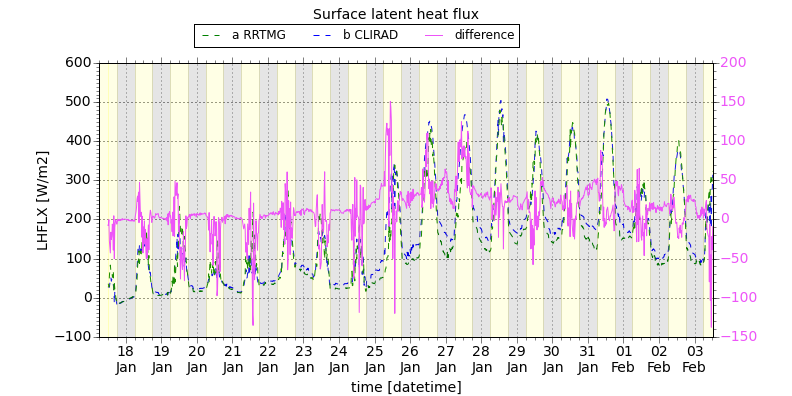 Surface latent heat flux
a RRTMG b CLIRAD difference
600 200
500 150
400 100
300 50
200 0
100 −50
0 −100
−100 −150
LHFLX [W/m2]
18 19 20 21 22 23 24 25 26 27 28 29 30 31 01 02 03
Jan Jan Jan Jan Jan Jan Jan Jan Jan Jan Jan Jan Jan Jan Feb Feb Feb
time [datetime]